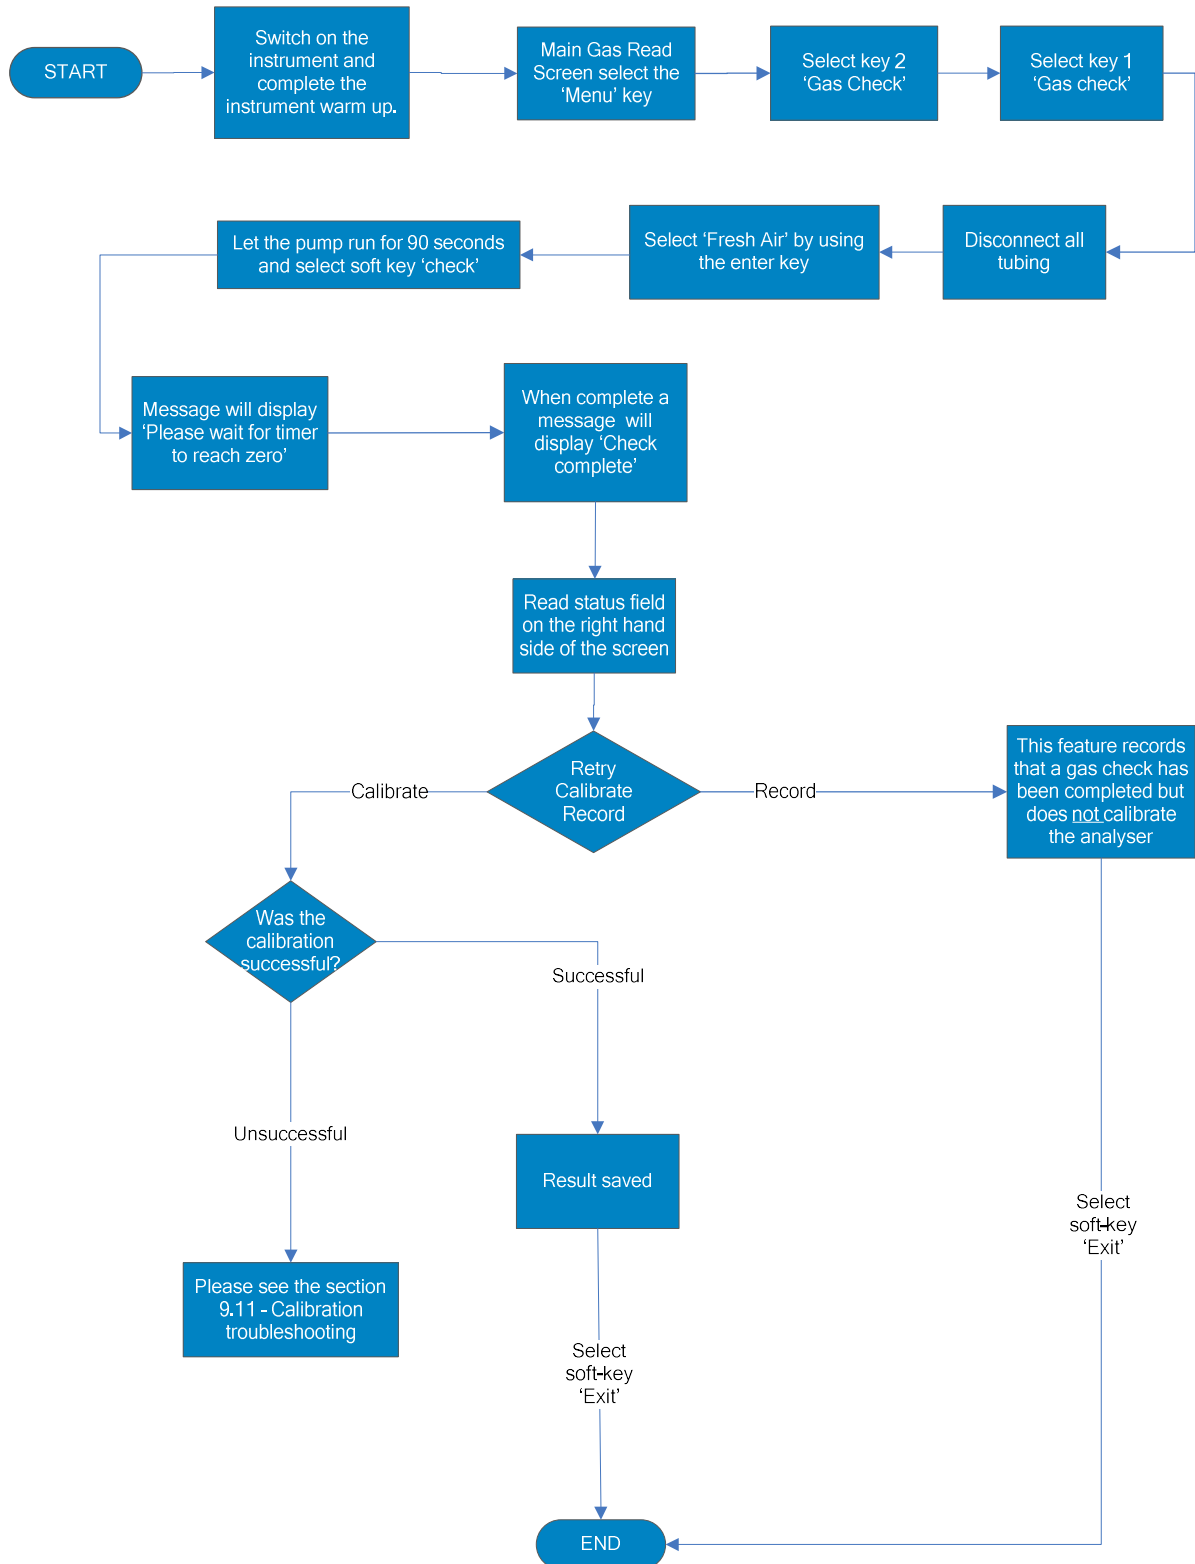 START
Switch on the
instrument and
complete the
instrument warm up.
Main Gas Read
Screen select the
‘Menu’ key
Select key 2
‘Gas Check’
Select key 1
‘Gas check’
Disconnect all
tubing
Select ‘Fresh Air’ by using
the enter key
Let the pump run for 90 seconds
and select soft key ‘check’
Message will display
‘Please wait for timer
to reach zero’
When complete a
message will
display ‘Check
complete’
Read status field
on the right hand
side of the screen
Retry
Calibrate
Record
Calibrate
Record
This feature records
that a gas check has
been completed but
does not calibrate
the analyser
Was the
calibration
successful?
Successful
Unsuccessful
Result saved
Select
soft-key
‘Exit’
Please see the section
9.11 - Calibration
troubleshooting
Select
soft-key
‘Exit’
END